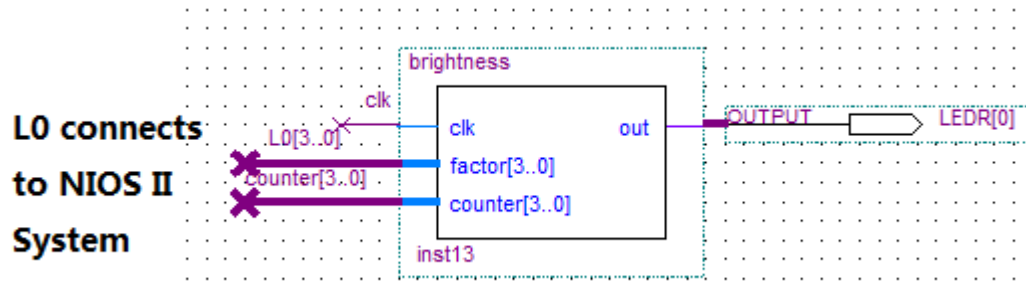 brightness
clk
L0 connects
to NIOS II
System
L0[3..0]
counter[3..0]
clk
factor[3..0]
counter[3..0]
out
OUTPUT
LEDR[0]
inst13